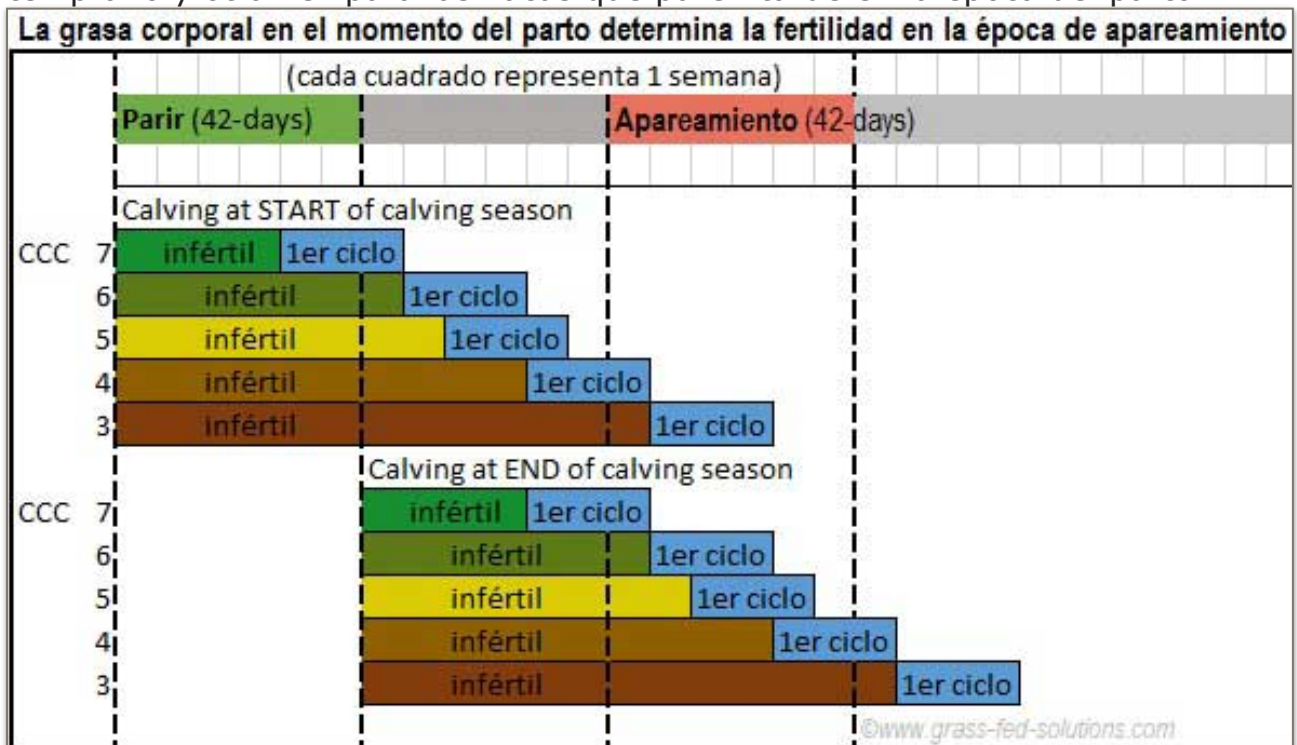 La grasa corporal en el momento del parto determina la fertilidad en la época de apareamiento
(cada cuadrado representa 1 semana)
Parir (42-days) Apareamiento (42-days)
Calving at START of calving season
CCC 7 infértil 1er ciclo
6 infértil 1er ciclo
5 infértil 1er ciclo
4 infértil 1er ciclo
3 infértil 1er ciclo
Calving at END of calving season
CCC 7 infértil 1er ciclo
6 infértil 1er ciclo
5 infértil 1er ciclo
4 infértil 1er ciclo
3 infértil 1er ciclo
©www.grass-fed-solutions.com